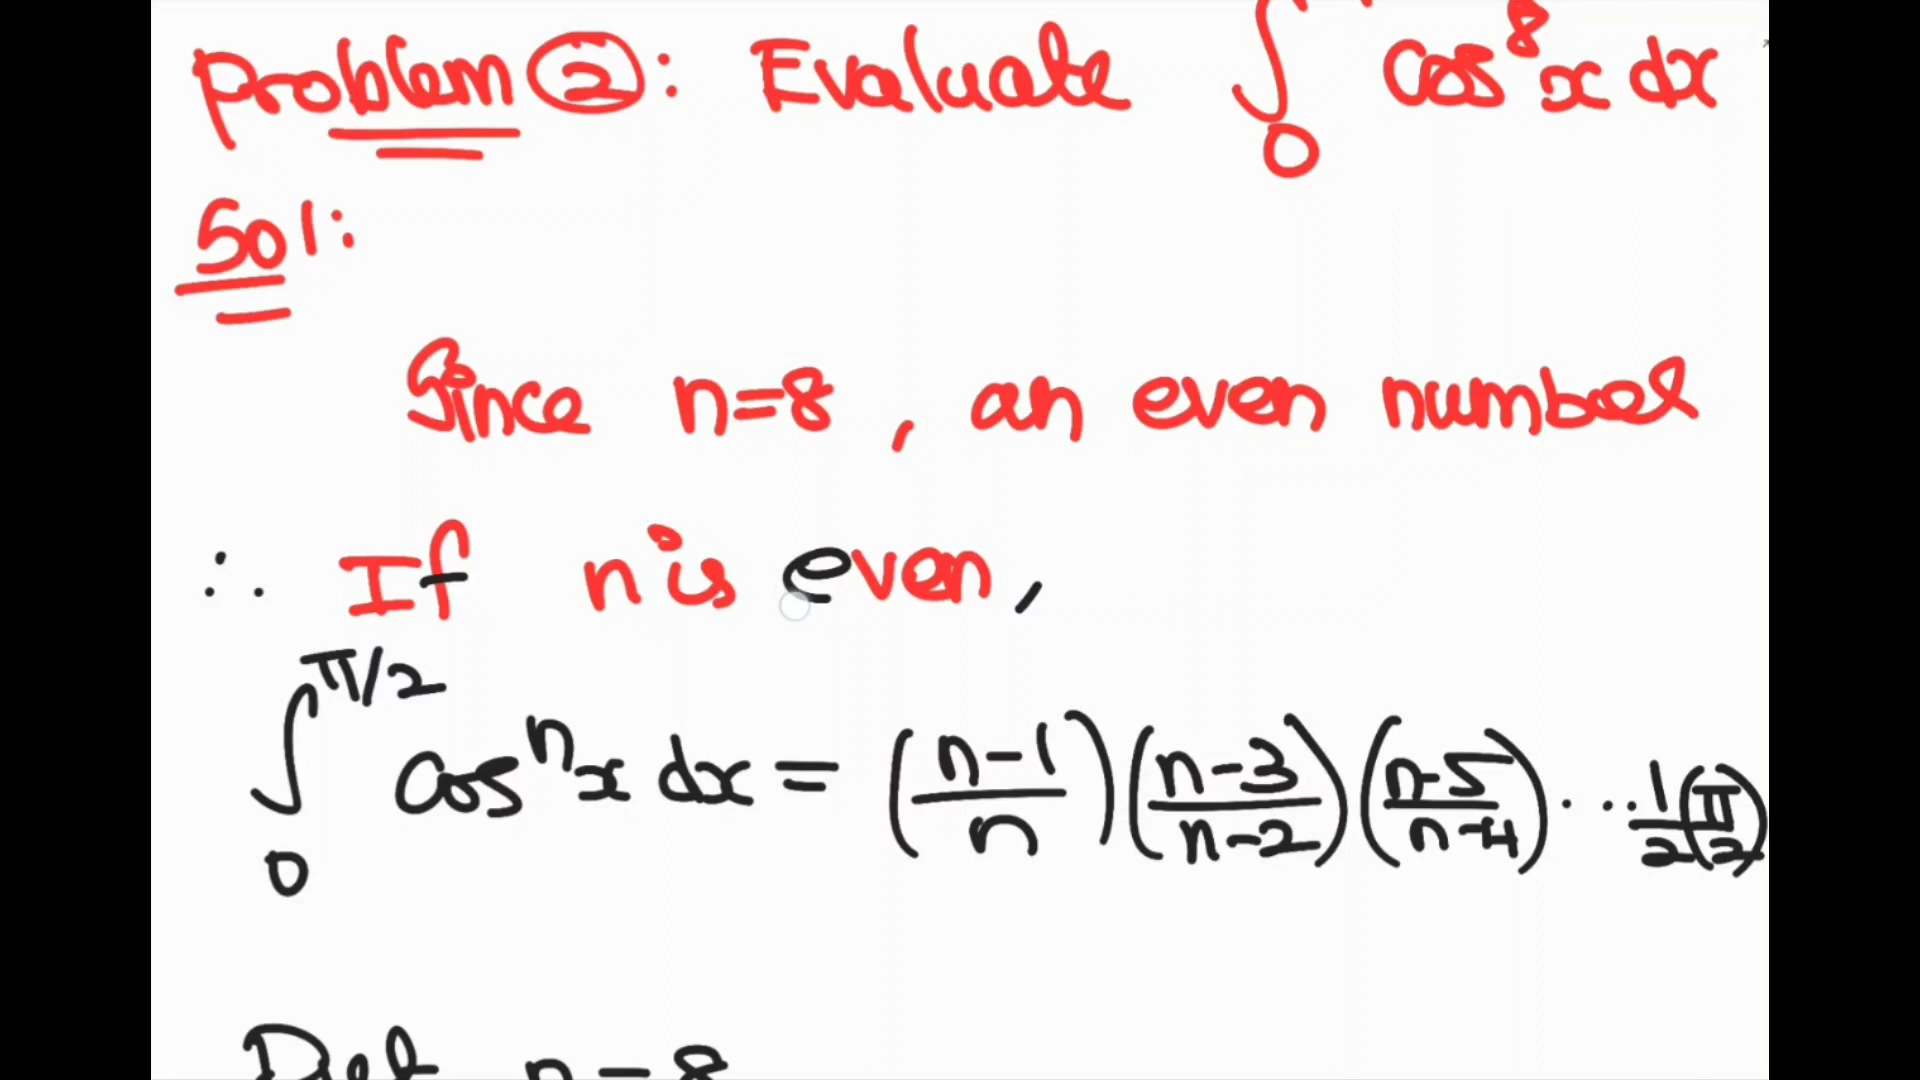 Problem ②: Evaluate ∫₀ cos⁸x dx
Sol:
Since n=8, an even number
∴ If n is even,
∫₀^(π/2) cosⁿx dx = ((n-1)/n) ((n-3)/(n-2)) ((n-5)/(n-4)) ..... 1/2 (π/2)
n=8